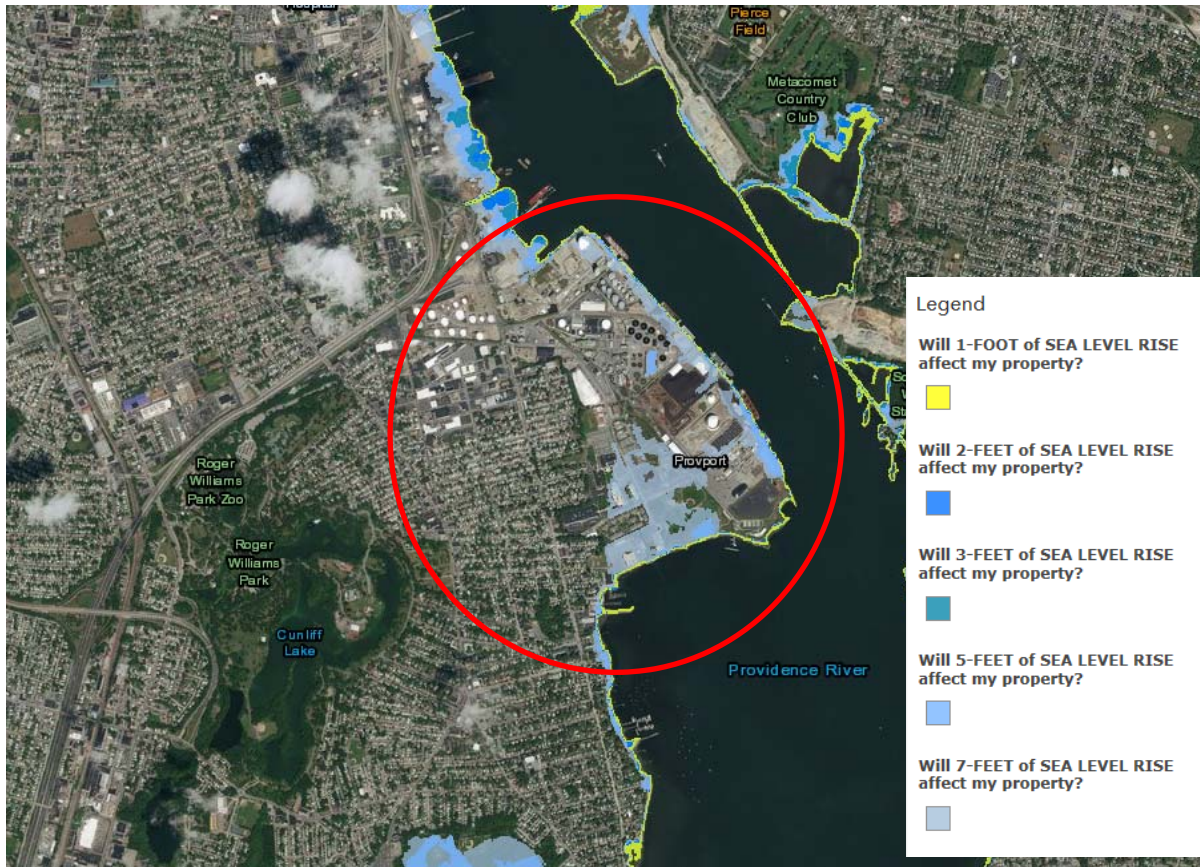 Hospital
Pierce
Field
Metacomet
Country
Club
Provport
Roger
Williams
Park Zoo
Roger
Williams
Park
Cunliff
Lake
Providence River
Legend
Will 1-FOOT of SEA LEVEL RISE
affect my property?
Will 2-FEET of SEA LEVEL RISE
affect my property?
Will 3-FEET of SEA LEVEL RISE
affect my property?
Will 5-FEET of SEA LEVEL RISE
affect my property?
Will 7-FEET of SEA LEVEL RISE
affect my property?